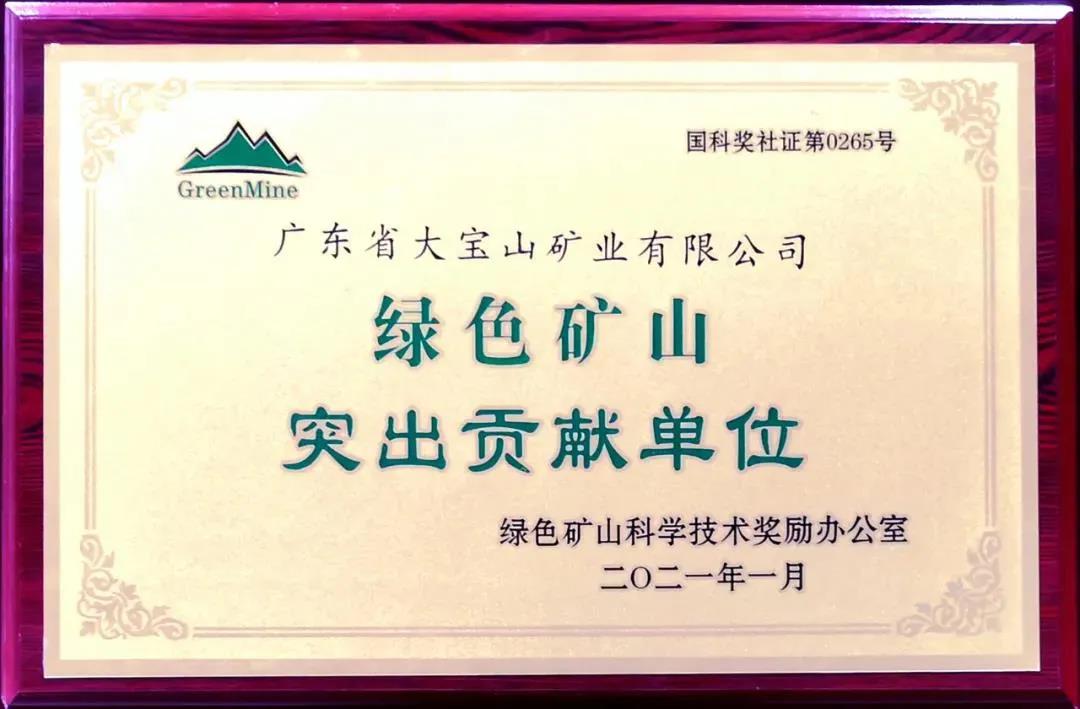 国科奖社证第0265号
GreenMine
广东省大宝山矿业有限公司
绿色矿山
突出贡献单位
绿色矿山科学技术奖励办公室
二〇二一年一月